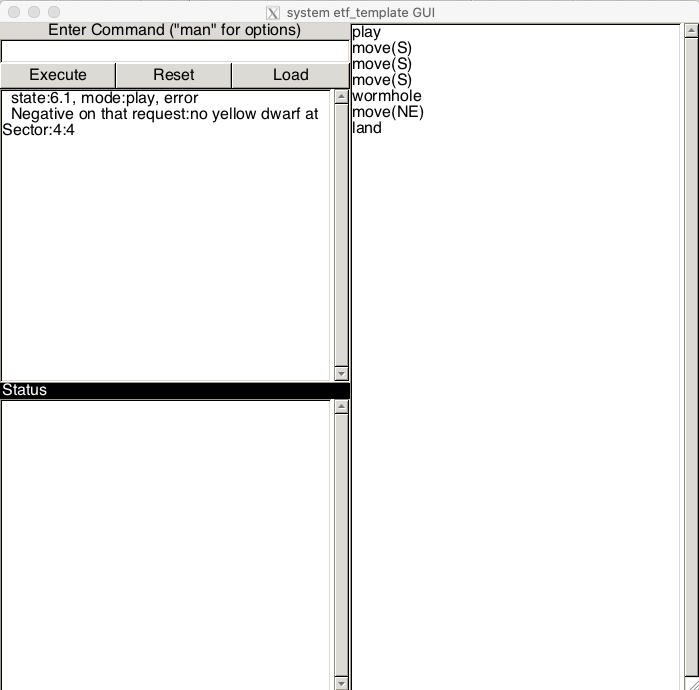 system etf_template GUI
Enter Command ("man" for options)
Execute
Reset
Load
state:6.1, mode:play, error
Negative on that request:no yellow dwarf at
Sector:4:4
Status
play
move(S)
move(S)
move(S)
wormhole
move(NE)
land